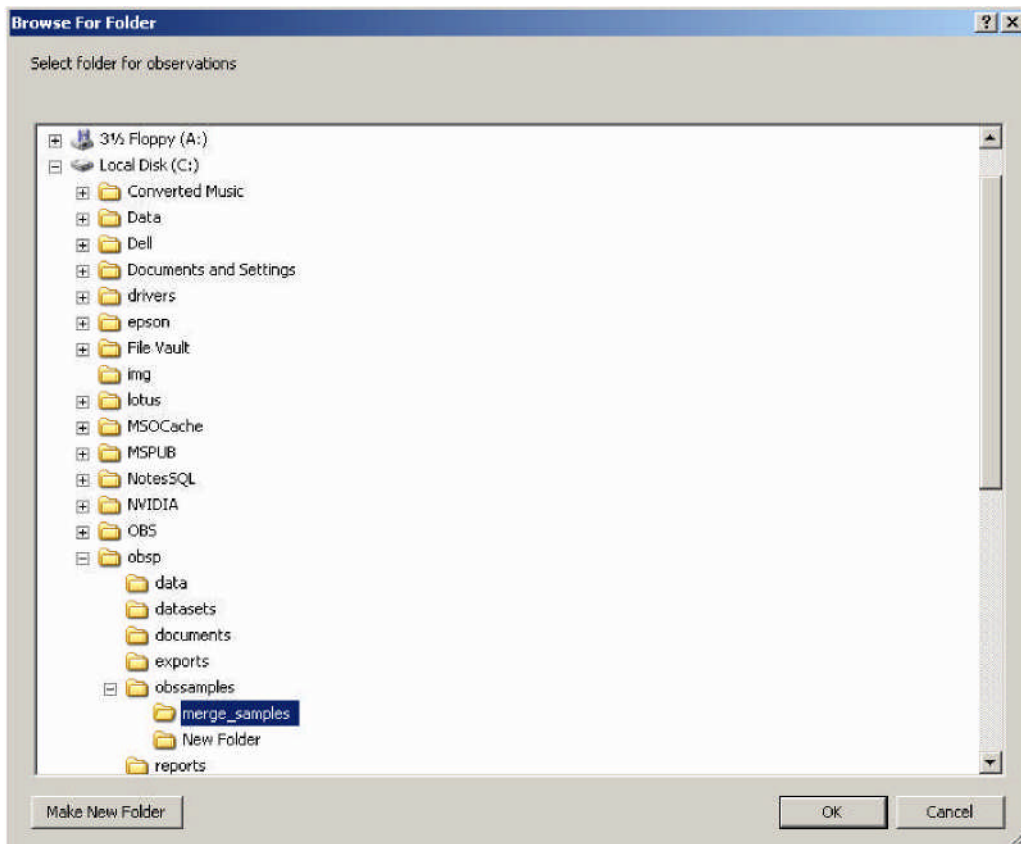 Browse For Folder
Select folder for observations
3½ Floppy (A:)
Local Disk (C:)
Converted Music
Data
Dell
Documents and Settings
drivers
epson
File Vault
img
lotus
MSOCache
MSPUB
NotesSQL
NVIDIA
OBS
obsp
data
datasets
documents
exports
obssamples
merge_samples
New Folder
reports
Make New Folder
OK
Cancel